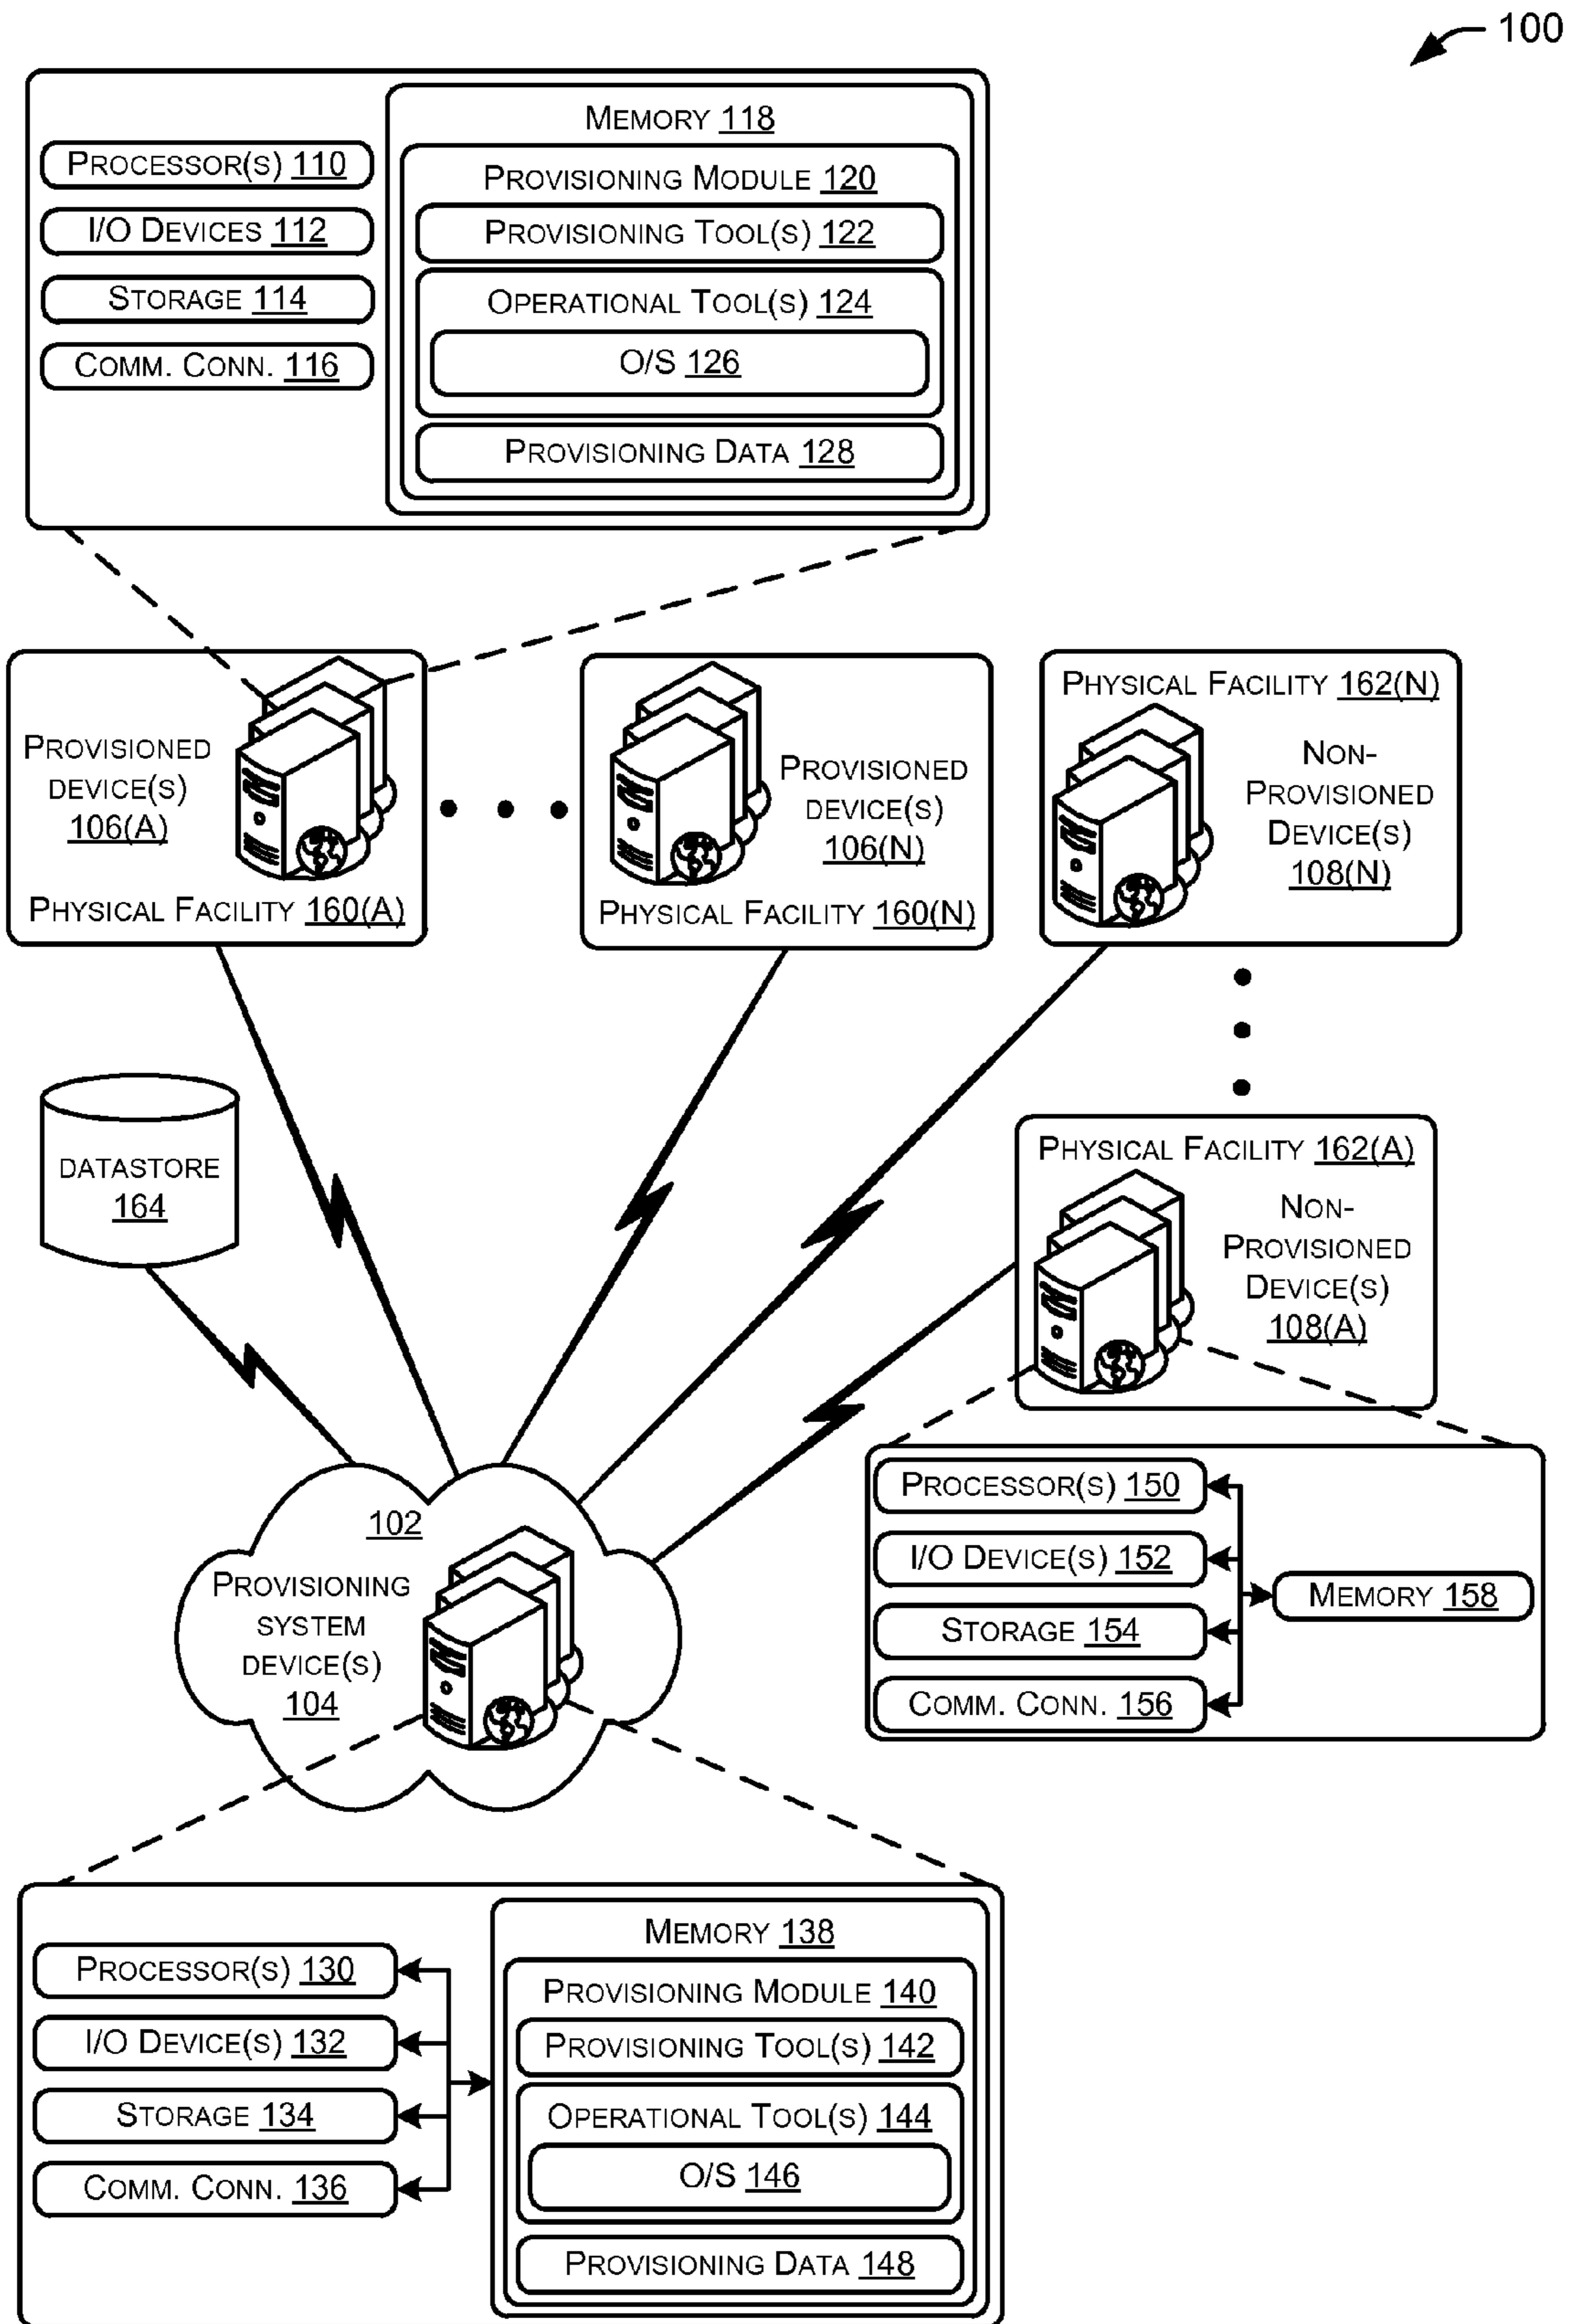 100
MEMORY 118
PROCESSOR(S) 110
I/O DEVICES 112
STORAGE 114
COMM. CONN. 116
PROVISIONING MODULE 120
PROVISIONING TOOL(S) 122
OPERATIONAL TOOL(S) 124
O/S 126
PROVISIONING DATA 128
PROVISIONED
DEVICE(S)
106(A)
PHYSICAL FACILITY 160(A)
PROVISIONED
DEVICE(S)
106(N)
PHYSICAL FACILITY 160(N)
PHYSICAL FACILITY 162(N)
NON-
PROVISIONED
DEVICE(S)
108(N)
DATASTORE
164
PHYSICAL FACILITY 162(A)
NON-
PROVISIONED
DEVICE(S)
108(A)
PROCESSOR(S) 150
I/O DEVICE(S) 152
STORAGE 154
COMM. CONN. 156
MEMORY 158
102
PROVISIONING
SYSTEM
DEVICE(S)
104
PROCESSOR(S) 130
I/O DEVICE(S) 132
STORAGE 134
COMM. CONN. 136
MEMORY 138
PROVISIONING MODULE 140
PROVISIONING TOOL(S) 142
OPERATIONAL TOOL(S) 144
O/S 146
PROVISIONING DATA 148